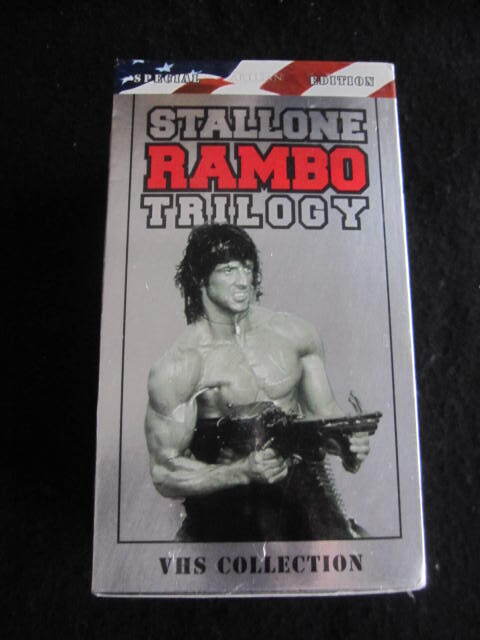 SPECIAL EDITION
STALLONE
RAMBO
TRILOGY
VHS COLLECTION